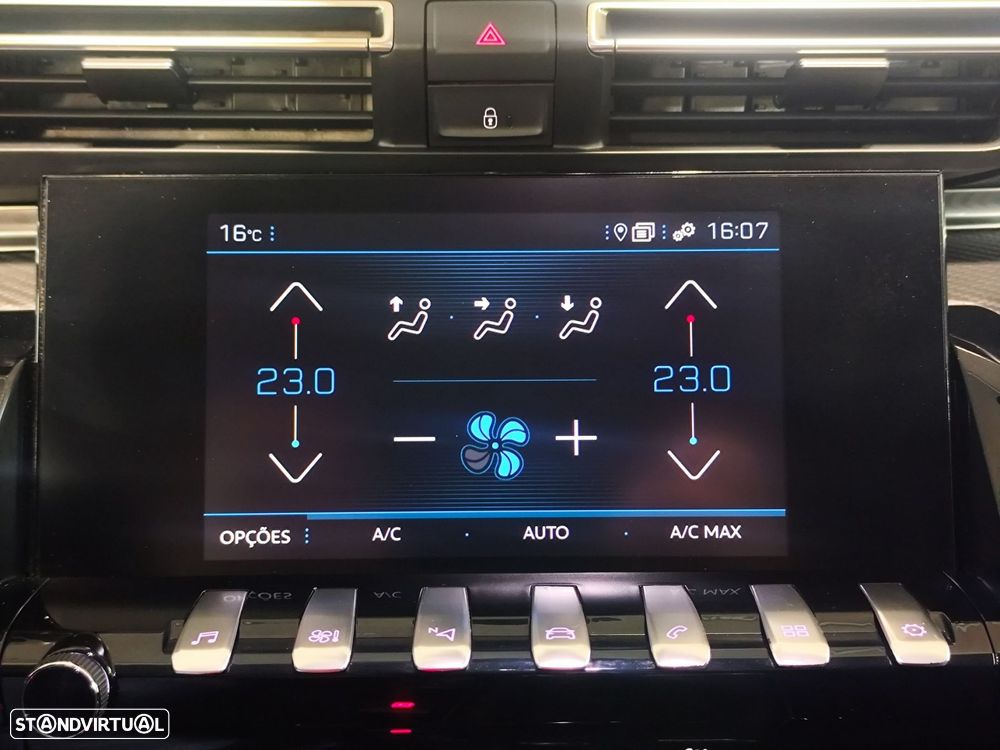 16°C
16:07
23.0
23.0
OPÇÕES
A/C
AUTO
A/C MAX
N
STANDVIRTUAL